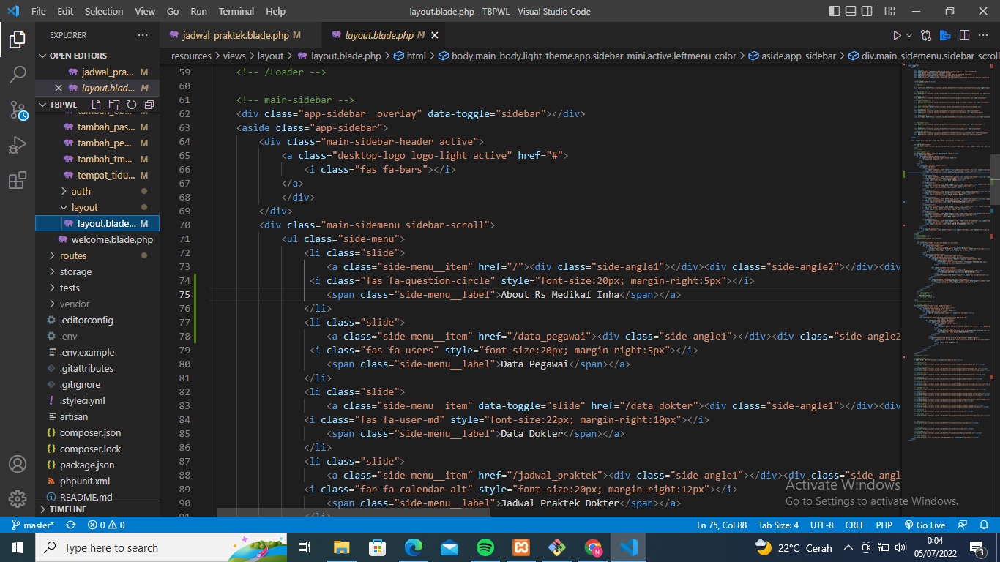 File Edit Selection View Go Run Terminal Help
layout.blade.php - TBPWL - Visual Studio Code
EXPLORER
jadwal_praktek.blade.php M
layout.blade.php M
OPEN EDITORS
jadwal_pra... M
layout.blad... M
TBPWL
tambah_pas... M
tambah_pe... M
tambah_tm... M
tempat_tidu... M
auth
layout
layout.blade... M
welcome.blade.php
routes
storage
tests
vendor
.editorconfig
.env
.env.example
.gitattributes
.gitignore
.styleci.yml
artisan
composer.json
composer.lock
package.json
phpunit.xml
README.md
TIMELINE
resources > views > layout > layout.blade.php > html > body.main-body.light-theme.app.sidebar-mini.active.leftmenu-color > aside.app-sidebar > div.main-sidemenu.sidebar-scroll
59 <!-- /Loader -->
60
61 <!-- main-sidebar -->
62 <div class="app-sidebar__overlay" data-toggle="sidebar"></div>
63 <aside class="app-sidebar">
64 <div class="main-sidebar-header active">
65 <a class="desktop-logo logo-light active" href="#">
66 <i class="fas fa-bars"></i>
67 </a>
68 </div>
69 </div>
70 <div class="main-sidemenu sidebar-scroll">
71 <ul class="side-menu">
72 <li class="slide">
73 <a class="side-menu__item" href="/"><div class="side-angle1"></div><div class="side-angle2"></div><div
74 <i class="fas fa-question-circle" style="font-size:20px; margin-right:5px"></i>
75 <span class="side-menu__label">About Rs Medikal Inha</span></a>
76 </li>
77 <li class="slide">
78 <a class="side-menu__item" href="/data_pegawai"><div class="side-angle1"></div><div class="side-angle2
79 <i class="fas fa-users" style="font-size:20px; margin-right:5px"></i>
80 <span class="side-menu__label">Data Pegawai</span></a>
81 </li>
82 <li class="slide">
83 <a class="side-menu__item" data-toggle="slide" href="/data_dokter"><div class="side-angle1"></div><div
84 <i class="fas fa-user-md" style="font-size:22px; margin-right:10px"></i>
85 <span class="side-menu__label">Data Dokter</span></a>
86 </li>
87 <li class="slide">
88 <a class="side-menu__item" href="/jadwal_praktek"><div class="side-angle1"></div><div class="side-angl
89 <i class="far fa-calendar-alt" style="font-size:20px; margin-right:12px"></i>
90 <span class="side-menu__label">Jadwal Praktek Dokter</span></a>
Activate Windows
Go to Settings to activate Windows.
master* 0 0 Ln 75, Col 88 Tab Size: 4 UTF-8 CRLF PHP Go Live
Type here to search
22°C Cerah
0:04
05/07/2022
3